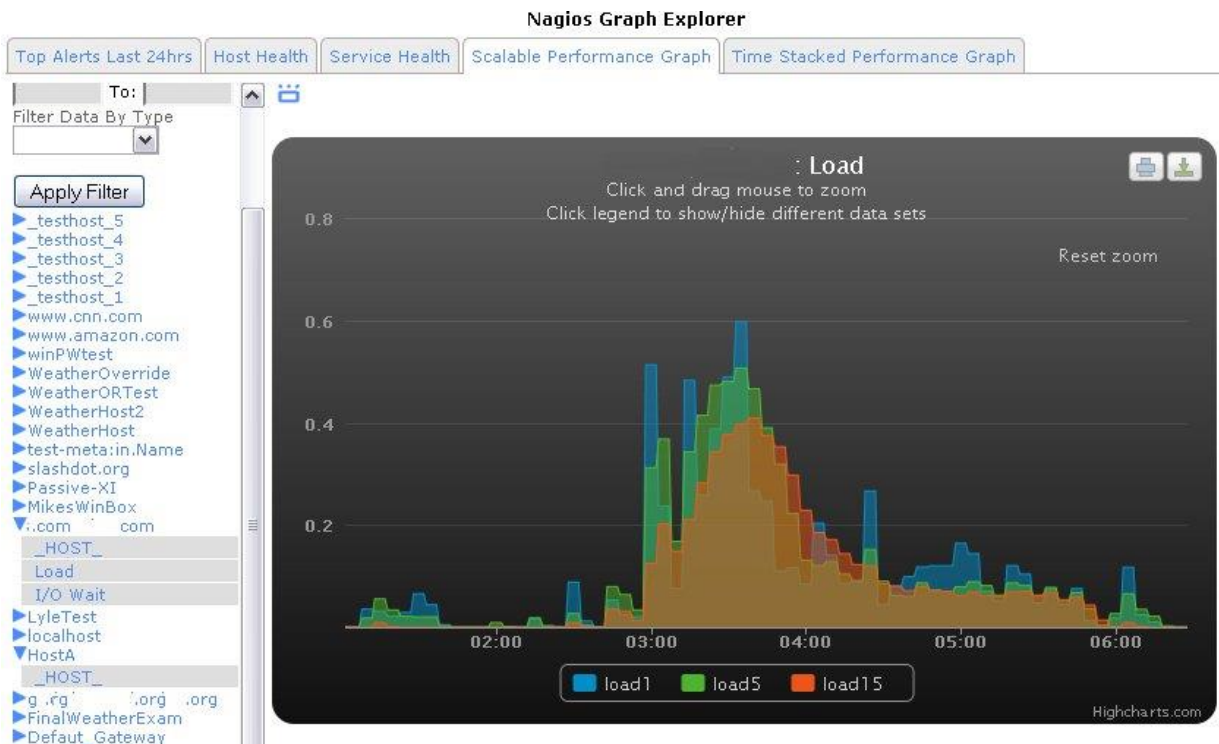 Nagios Graph Explorer
Top Alerts Last 24hrs
Host Health
Service Health
Scalable Performance Graph
Time Stacked Performance Graph
To:
Filter Data By Type
Apply Filter
_testhost_5
_testhost_4
_testhost_3
_testhost_2
_testhost_1
www.cnn.com
www.amazon.com
winPWtest
WeatherOverride
WeatherORTest
WeatherHost2
WeatherHost
test-meta:in.Name
slashdot.org
Passive-XI
MikesWinBox
.com com
_HOST_
Load
I/O Wait
LyleTest
localhost
HostA
_HOST_
.org .org
FinalWeatherExam
Defaut_Gateway
: Load
Click and drag mouse to zoom
Click legend to show/hide different data sets
Reset zoom
0.8
0.6
0.4
0.2
02:00
03:00
04:00
05:00
06:00
load1
load5
load15
Highcharts.com